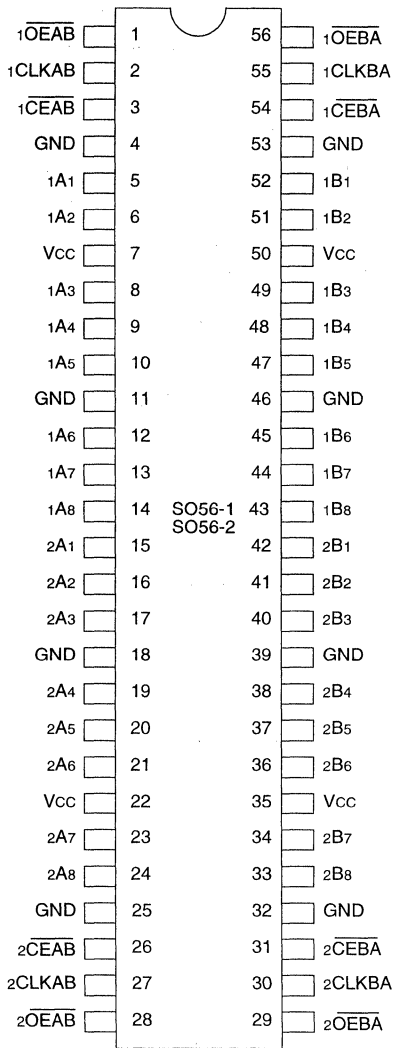 1OEAB 1 56 1OEBA
1CLKAB 2 55 1CLKBA
1CEAB 3 54 1CEBA
GND 4 53 GND
1A1 5 52 1B1
1A2 6 51 1B2
VCC 7 50 VCC
1A3 8 49 1B3
1A4 9 48 1B4
1A5 10 47 1B5
GND 11 46 GND
1A6 12 45 1B6
1A7 13 44 1B7
1A8 14 SO56-1 43 1B8
SO56-2
2A1 15 42 2B1
2A2 16 41 2B2
2A3 17 40 2B3
GND 18 39 GND
2A4 19 38 2B4
2A5 20 37 2B5
2A6 21 36 2B6
VCC 22 35 VCC
2A7 23 34 2B7
2A8 24 33 2B8
GND 25 32 GND
2CEAB 26 31 2CEBA
2CLKAB 27 30 2CLKBA
2OEAB 28 29 2OEBA